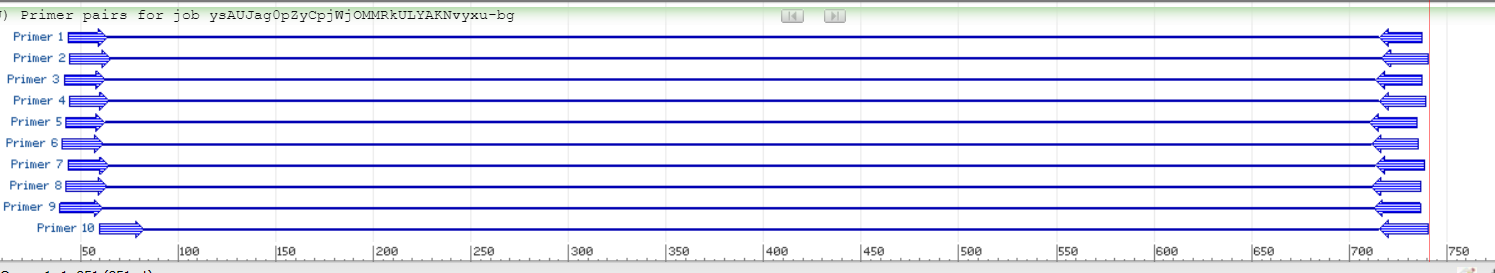 ) Primer pairs for job ysAUJag0pZyCpjWjOMMRkULYAKNvyxu-bg
Primer 1
Primer 2
Primer 3
Primer 4
Primer 5
Primer 6
Primer 7
Primer 8
Primer 9
Primer 10
50 100 150 200 250 300 350 400 450 500 550 600 650 700 750